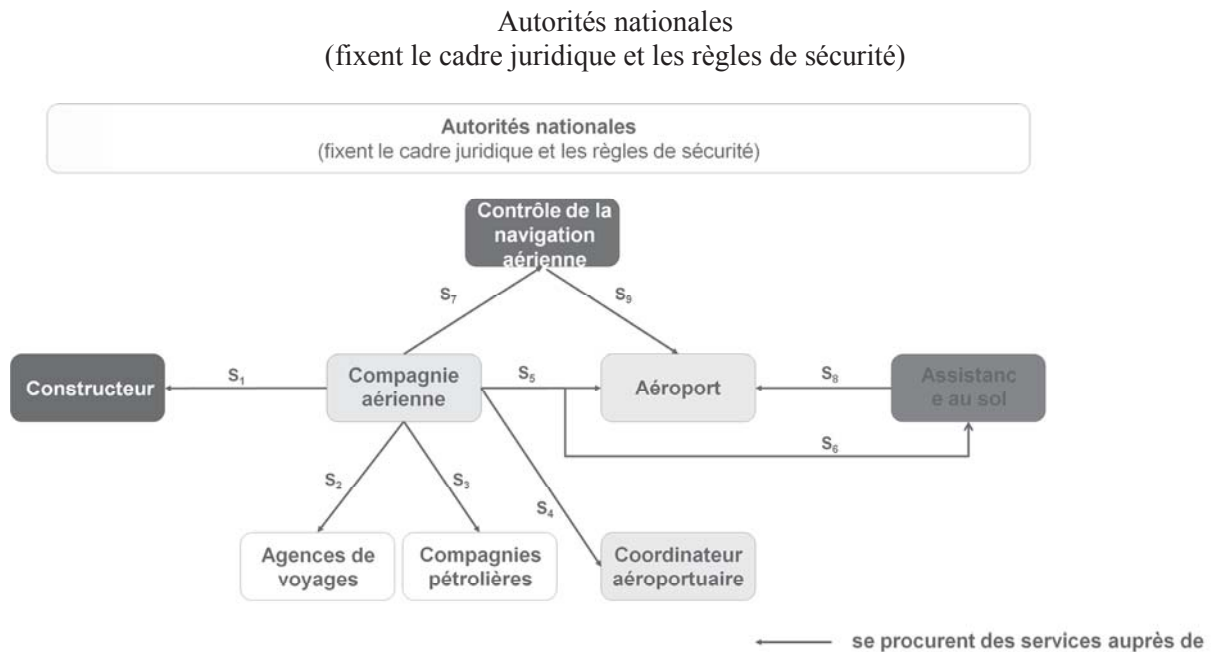 Autorités nationales
(fixent le cadre juridique et les règles de sécurité)
Autorités nationales
(fixent le cadre juridique et les règles de sécurité)
Contrôle de la
navigation
aérienne
S₇
S₉
Constructeur
S₁
Compagnie
aérienne
S₅
Aéroport
S₈
Assistanc
e au sol
S₆
S₂
S₃
S₄
Agences de
voyages
Compagnies
pétrolières
Coordinateur
aéroportuaire
se procurent des services auprès de